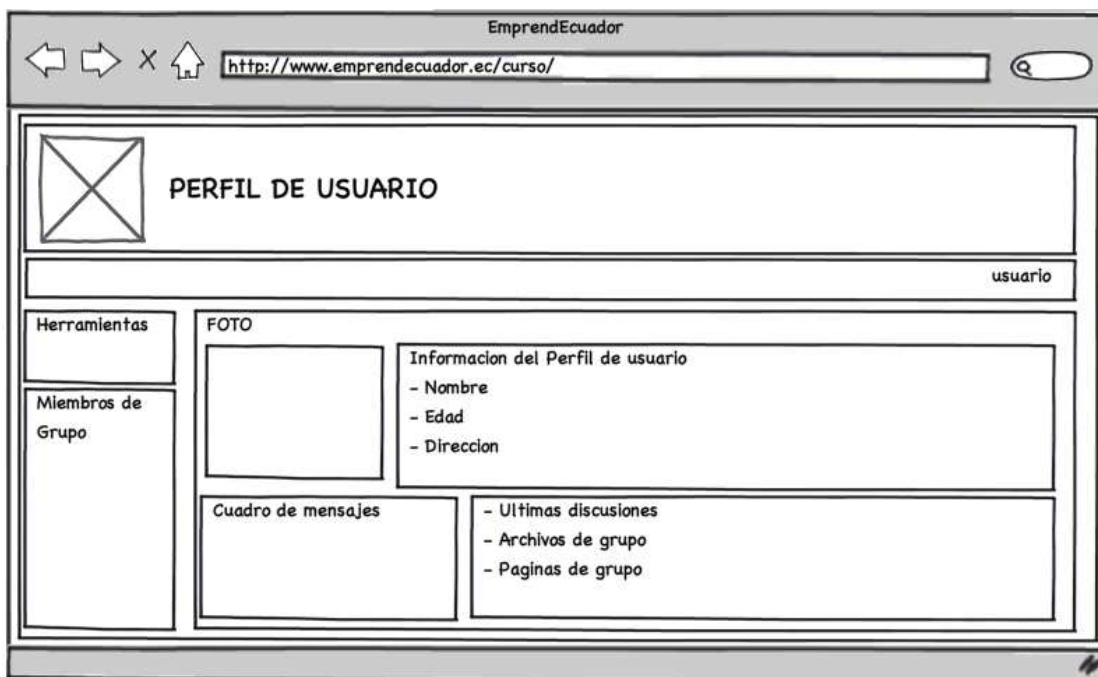 EmprendEcuador
http://www.emprendecuador.ec/curso/
PERFIL DE USUARIO
usuario
Herramientas
Miembros de
Grupo
FOTO
Informacion del Perfil de usuario
- Nombre
- Edad
- Direccion
Cuadro de mensajes
- Ultimas discusiones
- Archivos de grupo
- Paginas de grupo